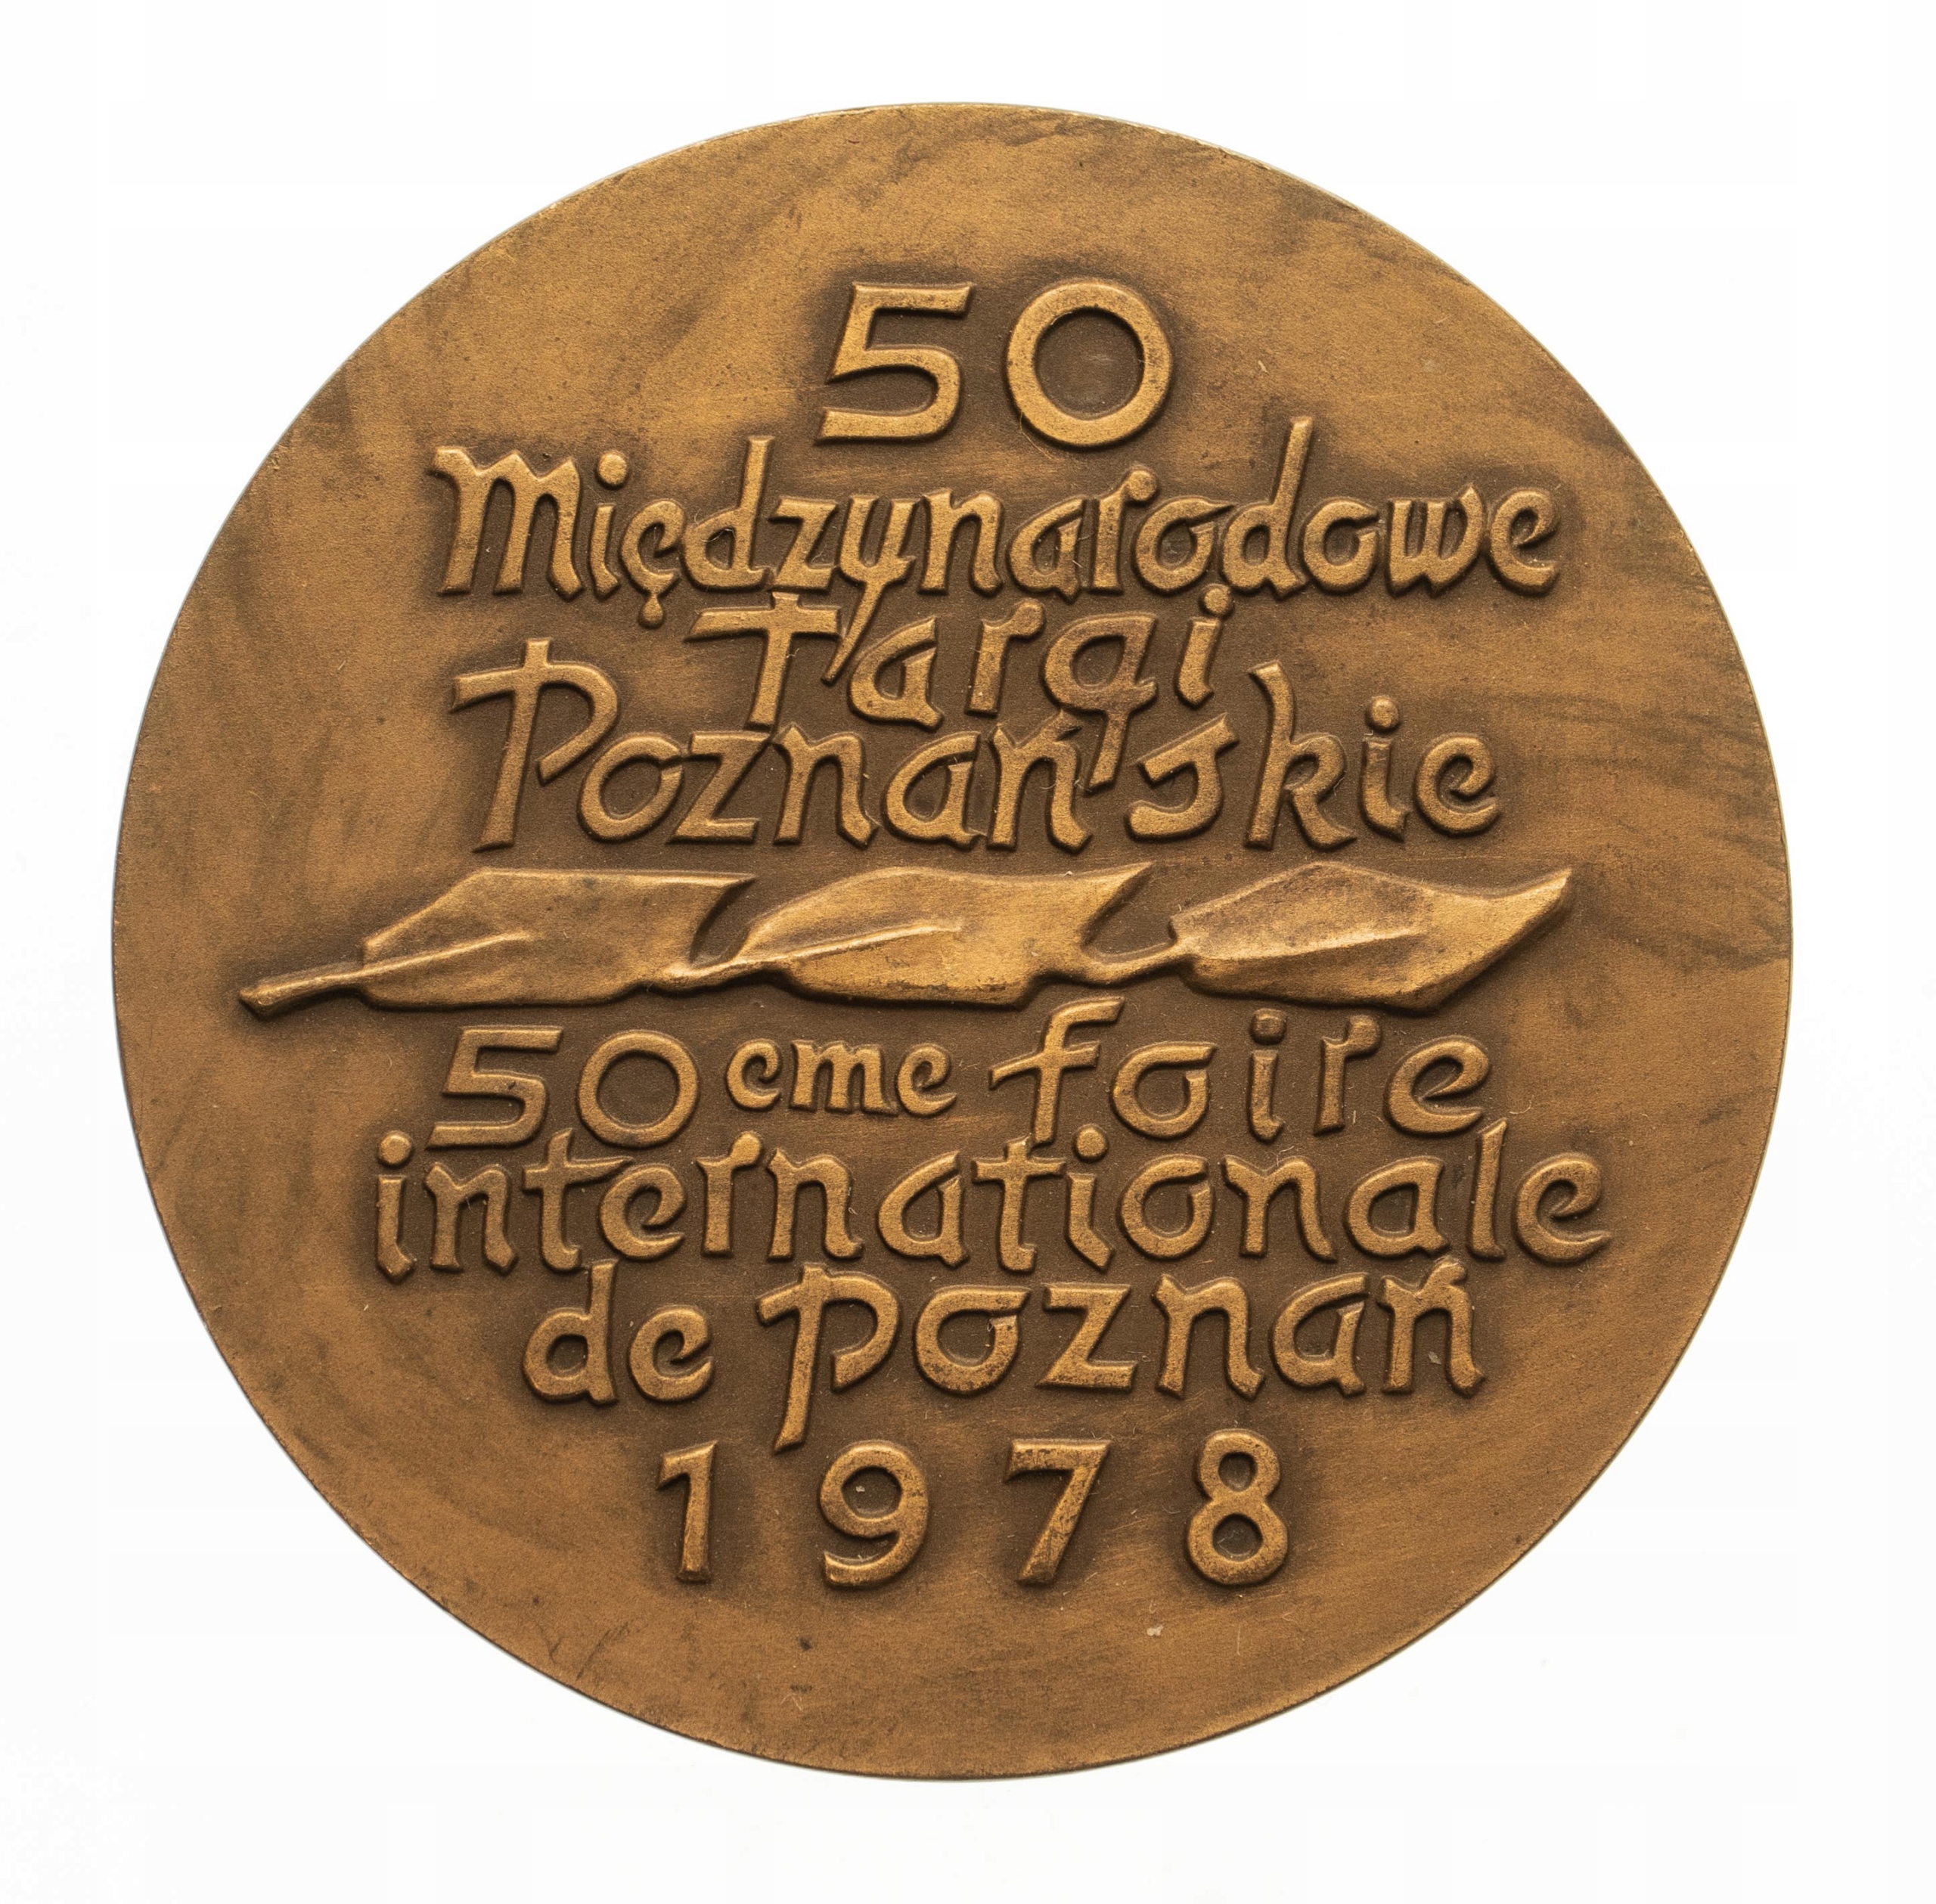 50
Międzynarodowe
Targi
Poznańskie
50eme foire
internationale
de poznań
1978